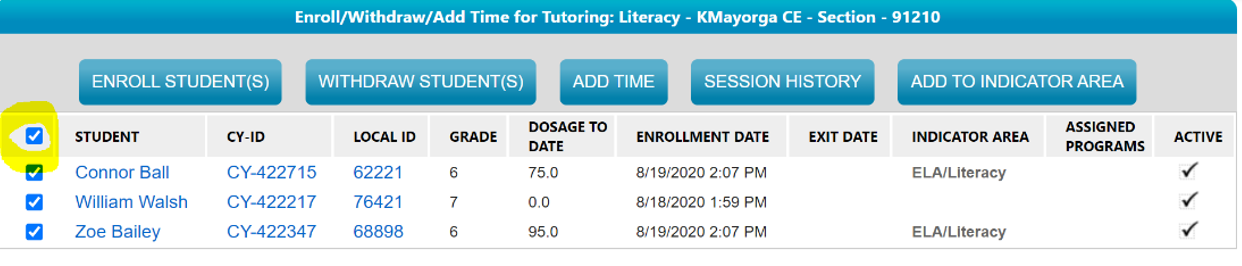 Enroll/Withdraw/Add Time for Tutoring: Literacy - KMayorga CE - Section - 91210
ENROLL STUDENT(S) WITHDRAW STUDENT(S) ADD TIME SESSION HISTORY ADD TO INDICATOR AREA
STUDENT CY-ID LOCAL ID GRADE DOSAGE TO DATE ENROLLMENT DATE EXIT DATE INDICATOR AREA ASSIGNED PROGRAMS ACTIVE
Connor Ball CY-422715 62221 6 75.0 8/19/2020 2:07 PM ELA/Literacy
William Walsh CY-422217 76421 7 0.0 8/18/2020 1:59 PM
Zoe Bailey CY-422347 68898 6 95.0 8/19/2020 2:07 PM ELA/Literacy